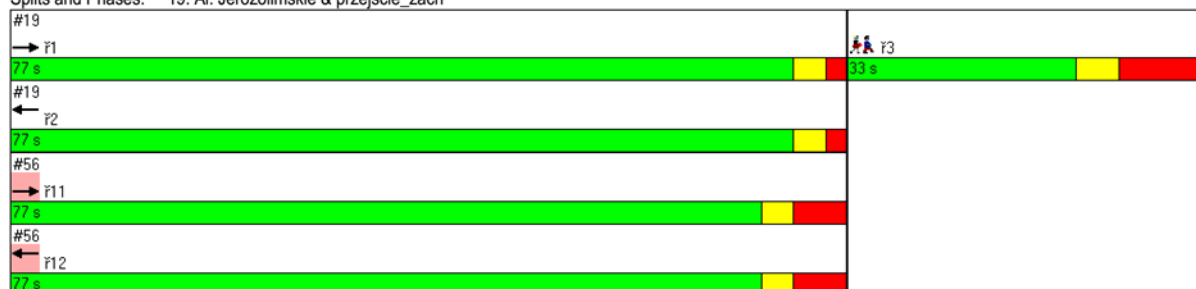 Splits and Phases: 19: Al. Jerozolimskie & przejscie_zach
#19
ř1
77 s
ř3
33 s
#19
ř2
77 s
#56
ř11
77 s
#56
ř12
77 s